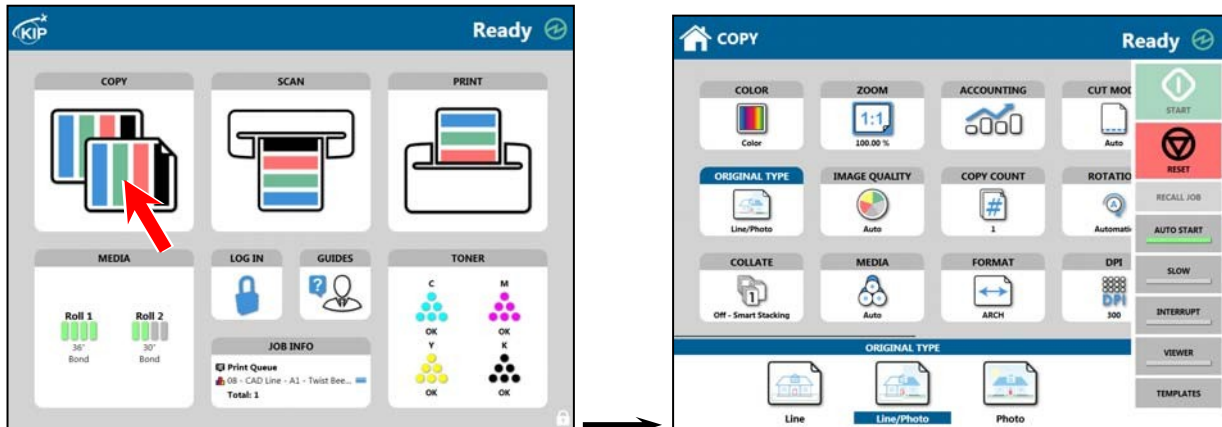 KIP
Ready
COPY
SCAN
PRINT
MEDIA
Roll 1
36"
Bond
Roll 2
30"
Bond
LOG IN
GUIDES
?
JOB INFO
Print Queue
08 - CAD Line - A1 - Twist Bee...
Total: 1
TONER
C
OK
M
OK
Y
OK
K
OK
COPY
Ready
COLOR
Color
ZOOM
1:1
100.00 %
ACCOUNTING
CUT MOD
Auto
ORIGINAL TYPE
Line/Photo
IMAGE QUALITY
Auto
COPY COUNT
#
1
ROTATIO
A
Automati
COLLATE
1
Off - Smart Stacking
MEDIA
Auto
FORMAT
ARCH
DPI
DPI
300
START
RESET
RECALL JOB
AUTO START
SLOW
INTERRUPT
VIEWER
TEMPLATES
ORIGINAL TYPE
Line
Line/Photo
Photo